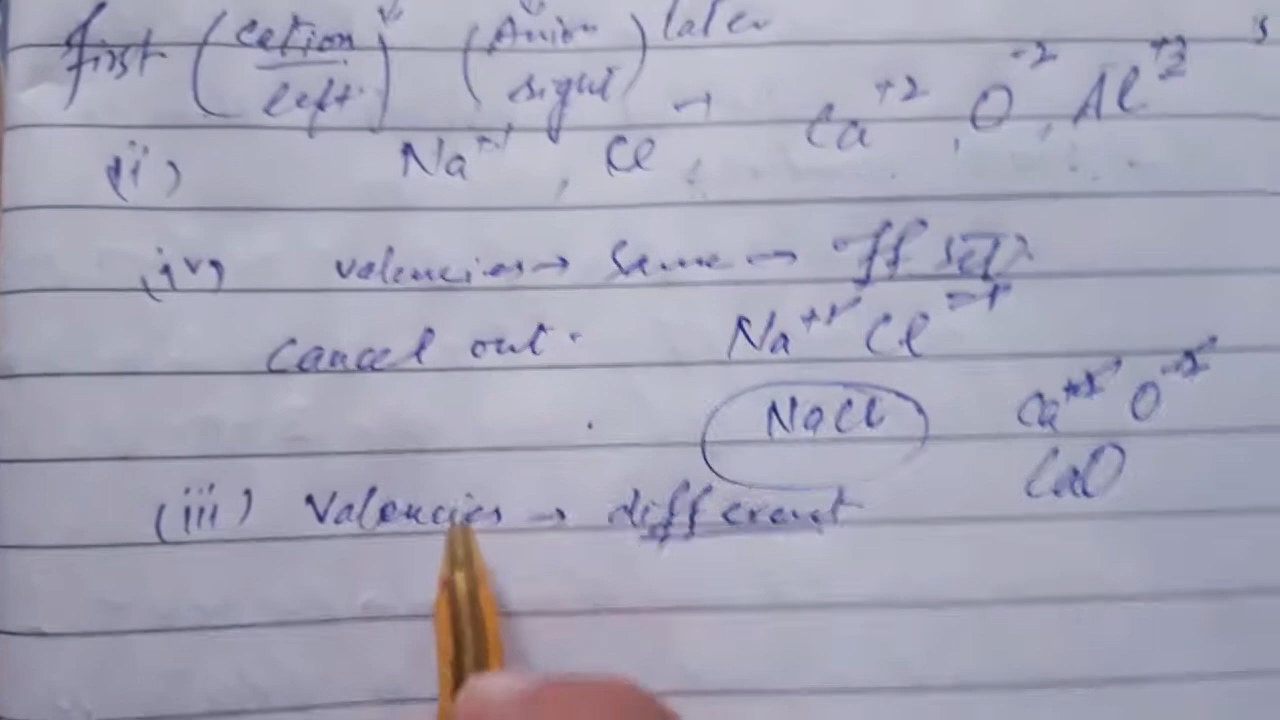 first (cation left) (Anion right) later
(ii) Na+1, Cl → Ca+2, O-2, Al+3
(iv) valencies → same →
cancel out. Na+1 Cl-1
NaCl Ca+2 O-2
CaO
(iii) Valencies → different